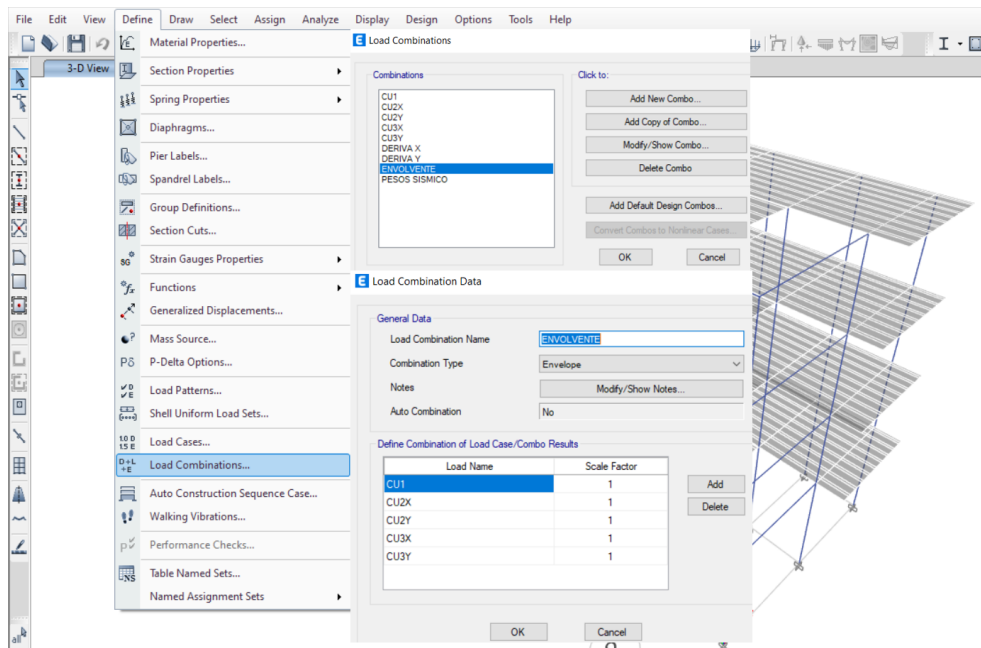 File Edit View Define Draw Select Assign Analyze Display Design Options Tools Help
3-D View
Material Properties...
Section Properties
Spring Properties
Diaphragms...
Pier Labels...
Spandrel Labels...
Group Definitions...
Section Cuts...
Strain Gauges Properties
Functions
Generalized Displacements...
Mass Source...
P-Delta Options...
Load Patterns...
Shell Uniform Load Sets...
Load Cases...
Load Combinations...
Auto Construction Sequence Case...
Walking Vibrations...
Performance Checks...
Table Named Sets...
Named Assignment Sets
all
Load Combinations
Combinations
CU1
CU2X
CU2Y
CU3X
CU3Y
DERIVA X
DERIVA Y
ENVOLVENTE
PESOS SISMICO
Click to:
Add New Combo...
Add Copy of Combo...
Modify/Show Combo...
Delete Combo
Add Default Design Combos...
Convert Combos to Nonlinear Cases...
OK Cancel
Load Combination Data
General Data
Load Combination Name ENVOLVENTE
Combination Type Envelope
Notes Modify/Show Notes...
Auto Combination No
Define Combination of Load Case/Combo Results
Load Name Scale Factor
CU1 1
CU2X 1
CU2Y 1
CU3X 1
CU3Y 1
Add
Delete
OK Cancel